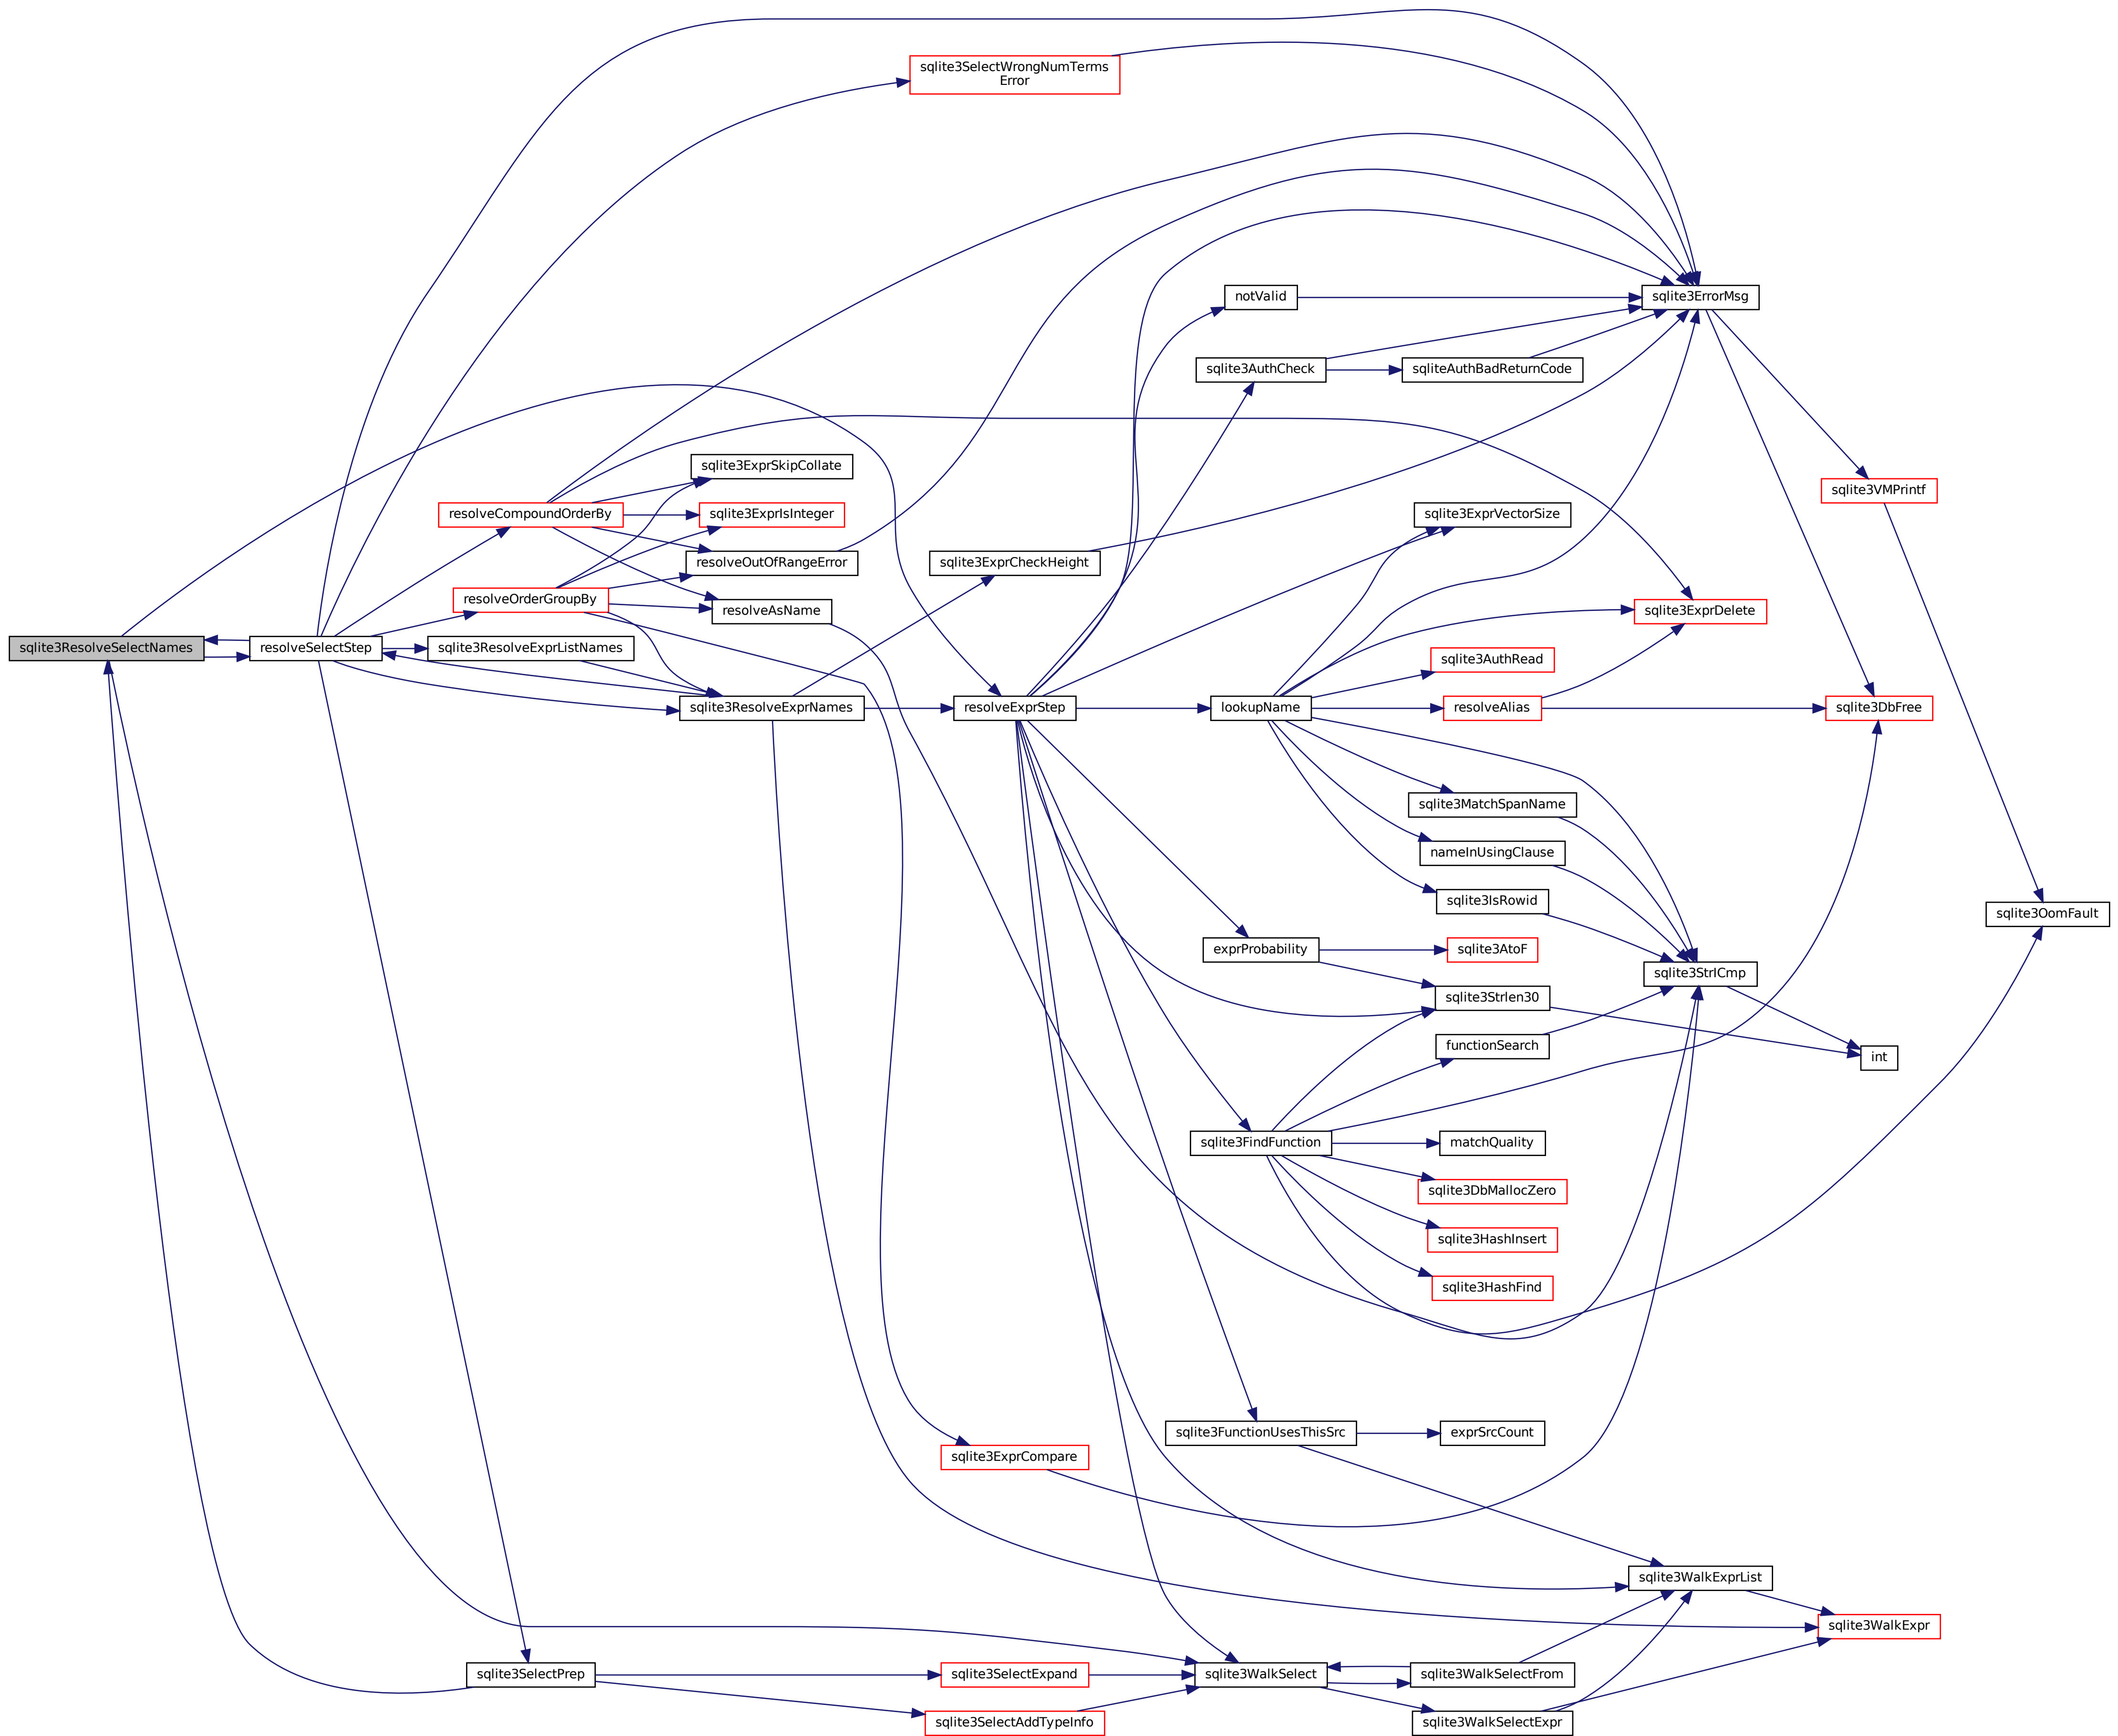 sqlite3SelectWrongNumTerms
Error
notValid
sqlite3ErrorMsg
sqlite3AuthCheck
sqliteAuthBadReturnCode
sqlite3ExprSkipCollate
sqlite3VMPrintf
resolveCompoundOrderBy
sqlite3ExprIsInteger
sqlite3ExprVectorSize
resolveOutOfRangeError
sqlite3ExprCheckHeight
resolveOrderGroupBy
resolveAsName
sqlite3ExprDelete
sqlite3ResolveSelectNames
resolveSelectStep
sqlite3ResolveExprListNames
sqlite3AuthRead
sqlite3ResolveExprNames
resolveExprStep
lookupName
resolveAlias
sqlite3DbFree
sqlite3MatchSpanName
nameInUsingClause
sqlite3IsRowid
sqlite3OomFault
exprProbability
sqlite3AtoF
sqlite3StrICmp
sqlite3Strlen30
functionSearch
int
sqlite3FindFunction
matchQuality
sqlite3DbMallocZero
sqlite3HashInsert
sqlite3HashFind
sqlite3FunctionUsesThisSrc
exprSrcCount
sqlite3ExprCompare
sqlite3WalkExprList
sqlite3WalkExpr
sqlite3SelectPrep
sqlite3SelectExpand
sqlite3WalkSelect
sqlite3WalkSelectFrom
sqlite3SelectAddTypeInfo
sqlite3WalkSelectExpr